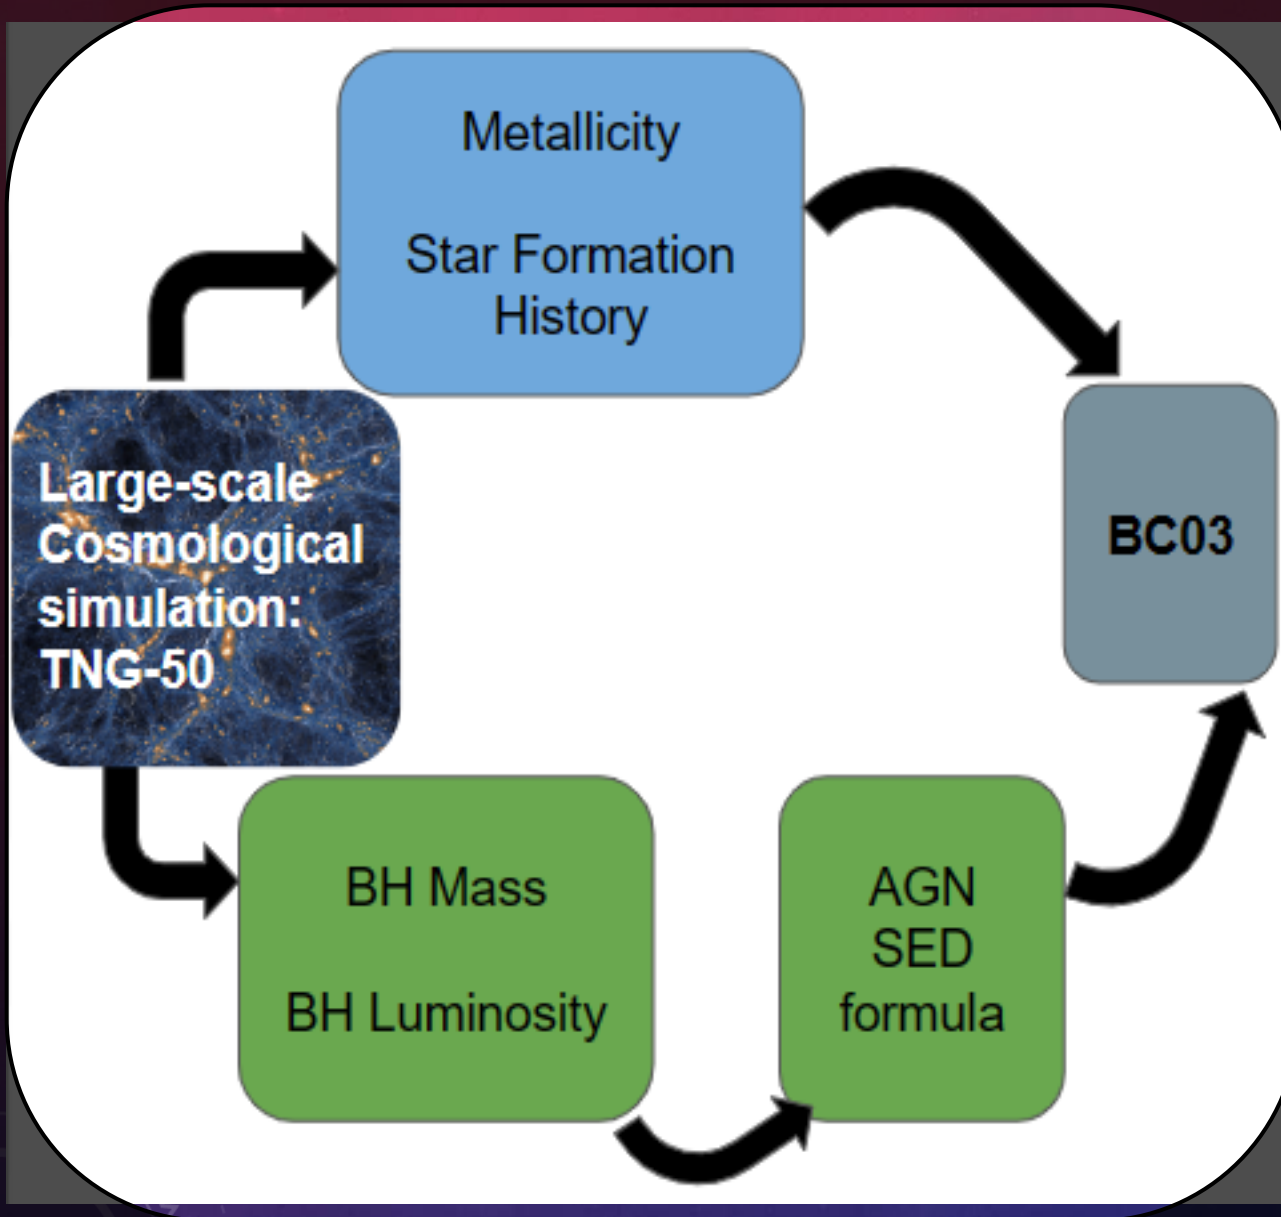 Metallicity
Star Formation
History
Large-scale
Cosmological
simulation:
TNG-50
BC03
BH Mass
BH Luminosity
AGN
SED
formula